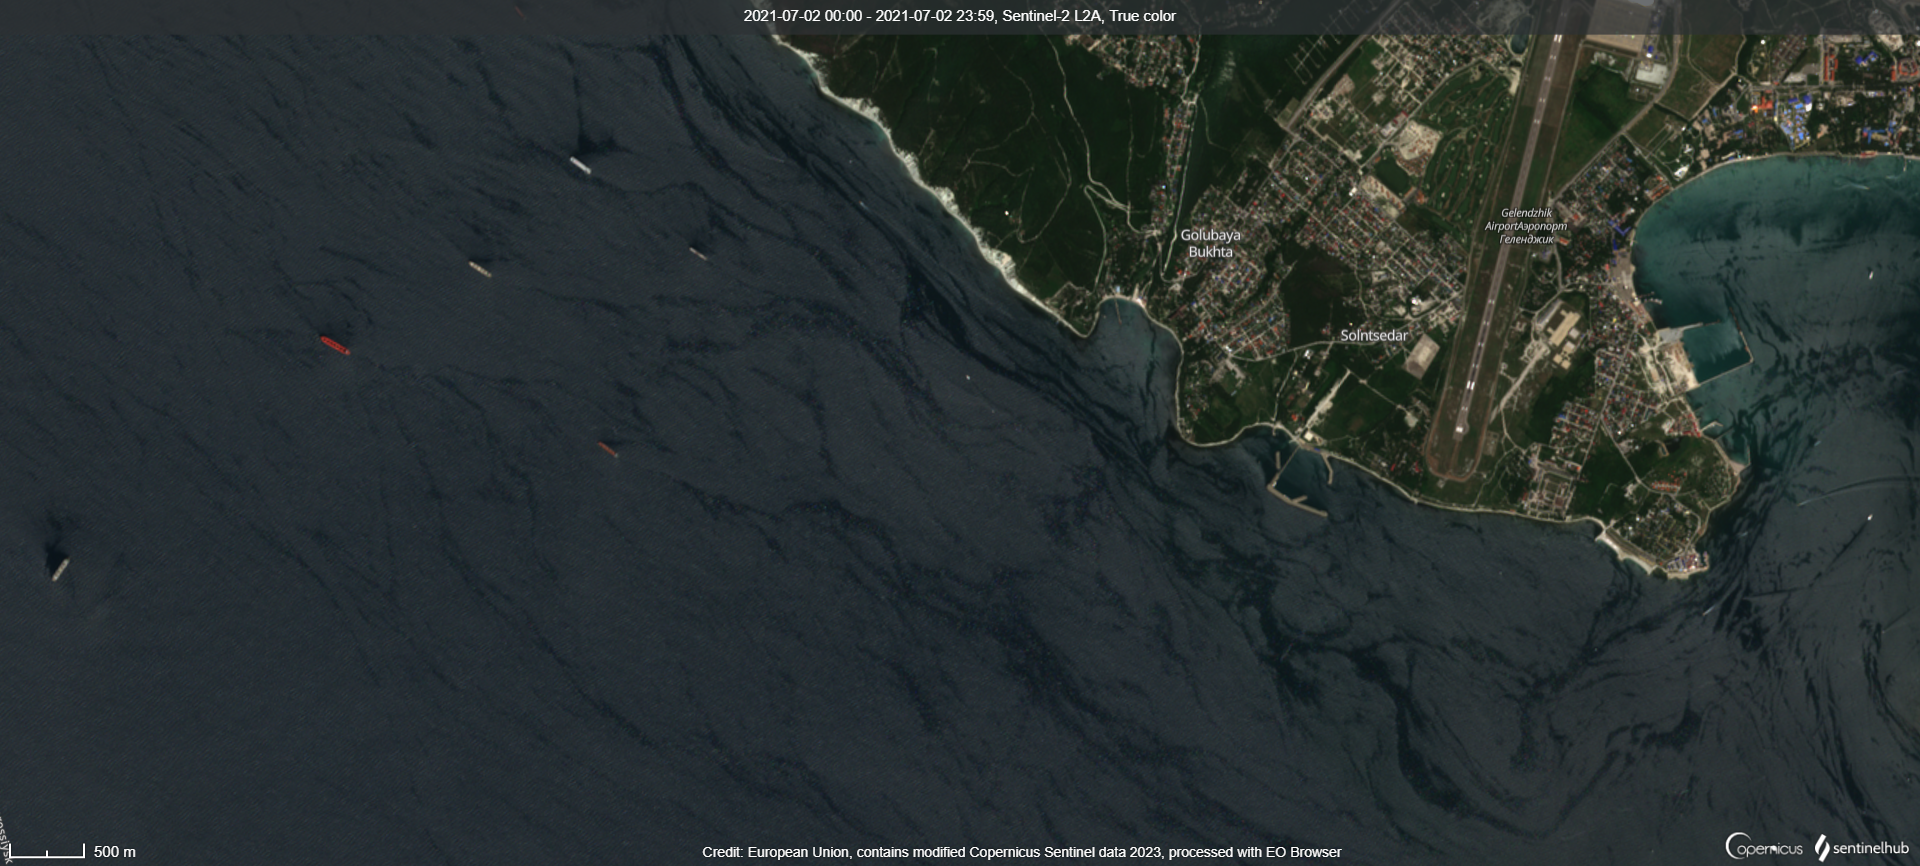 2021-07-02 00:00 - 2021-07-02 23:59, Sentinel-2 L2A, True color
Gelendzhik
AirportАэропорт
Геленджик
Golubaya
Bukhta
Solntsedar
500 m
Credit: European Union, contains modified Copernicus Sentinel data 2023, processed with EO Browser
Copernicus
sentinelhub